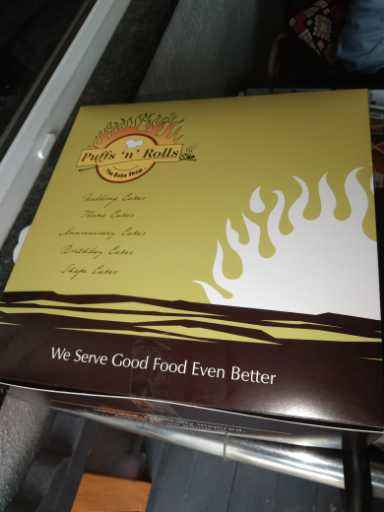 Puffs 'n' Rolls
The Bake Shop
Wedding Cakes
Theme Cakes
Anniversary Cakes
Birthday Cakes
Shape Cakes
We Serve Good Food Even Better